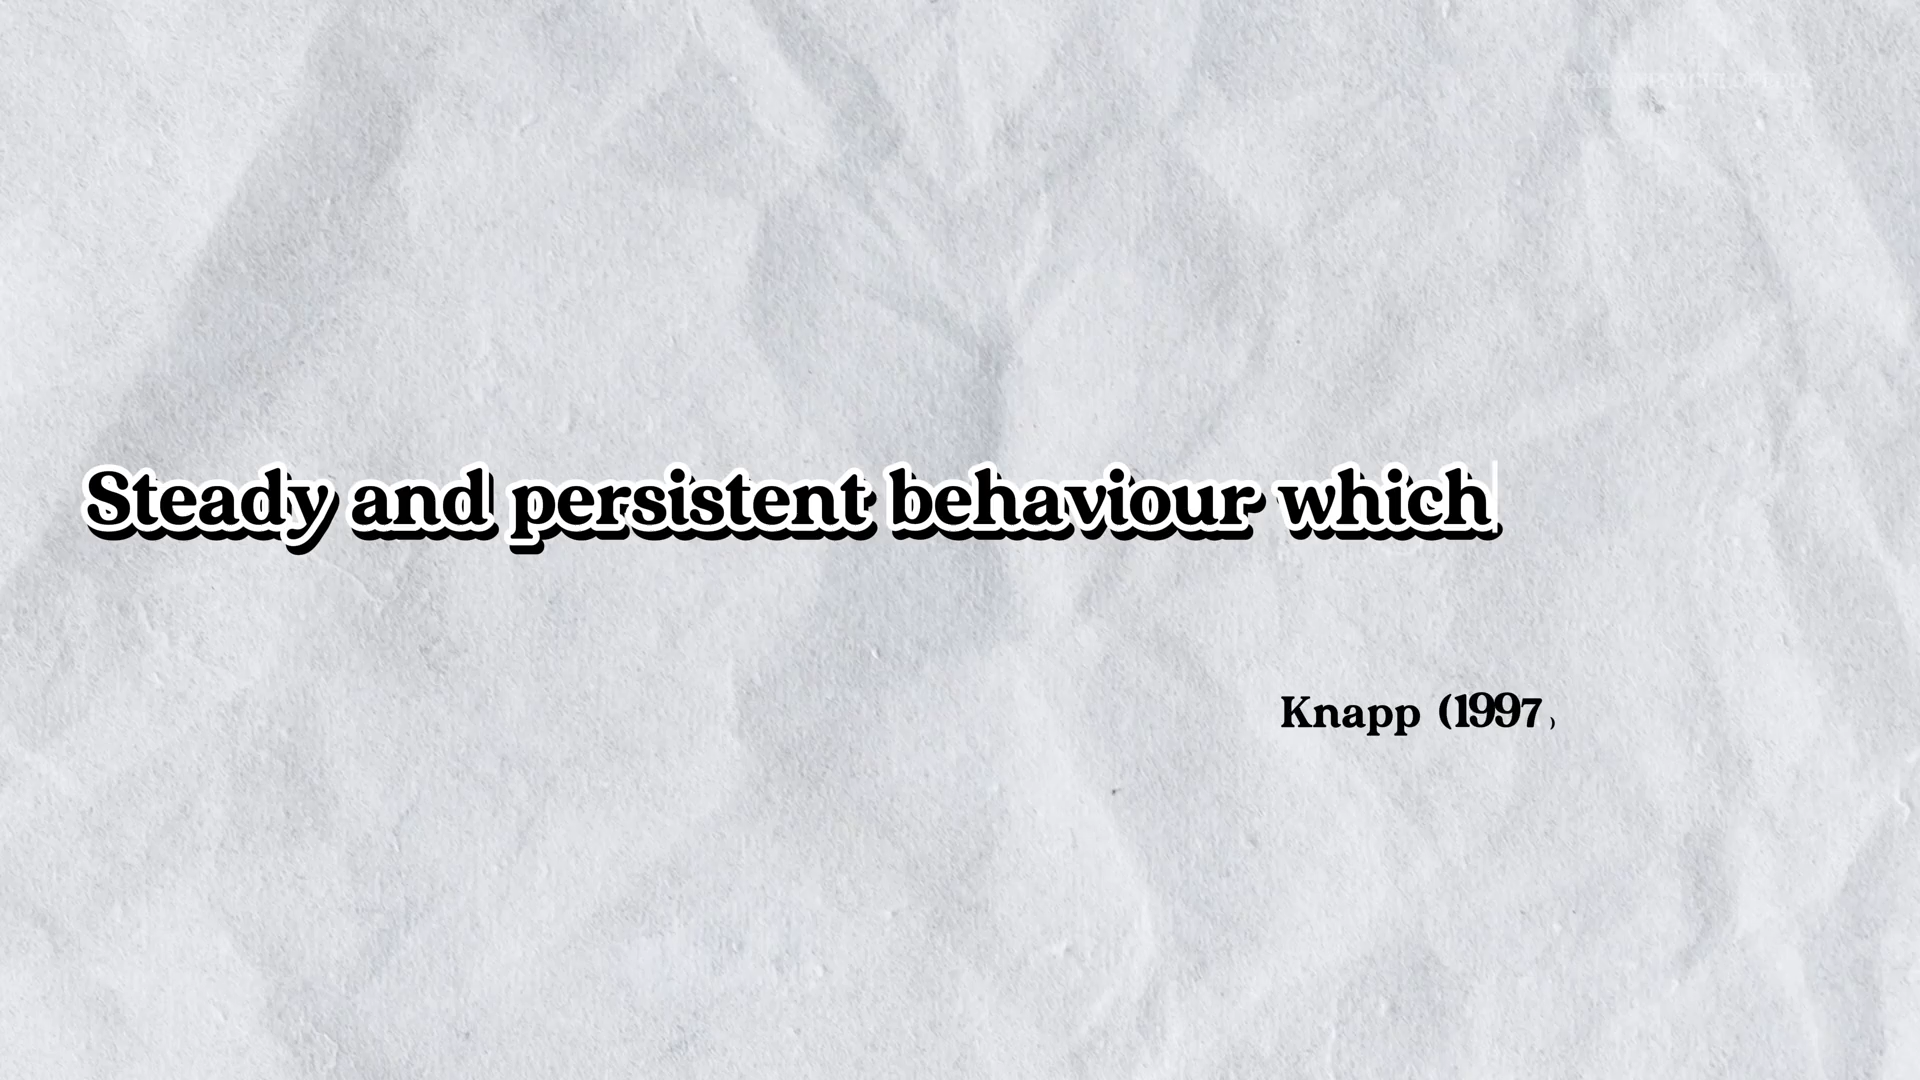 Steady and persistent behaviour which
Knapp (1997)